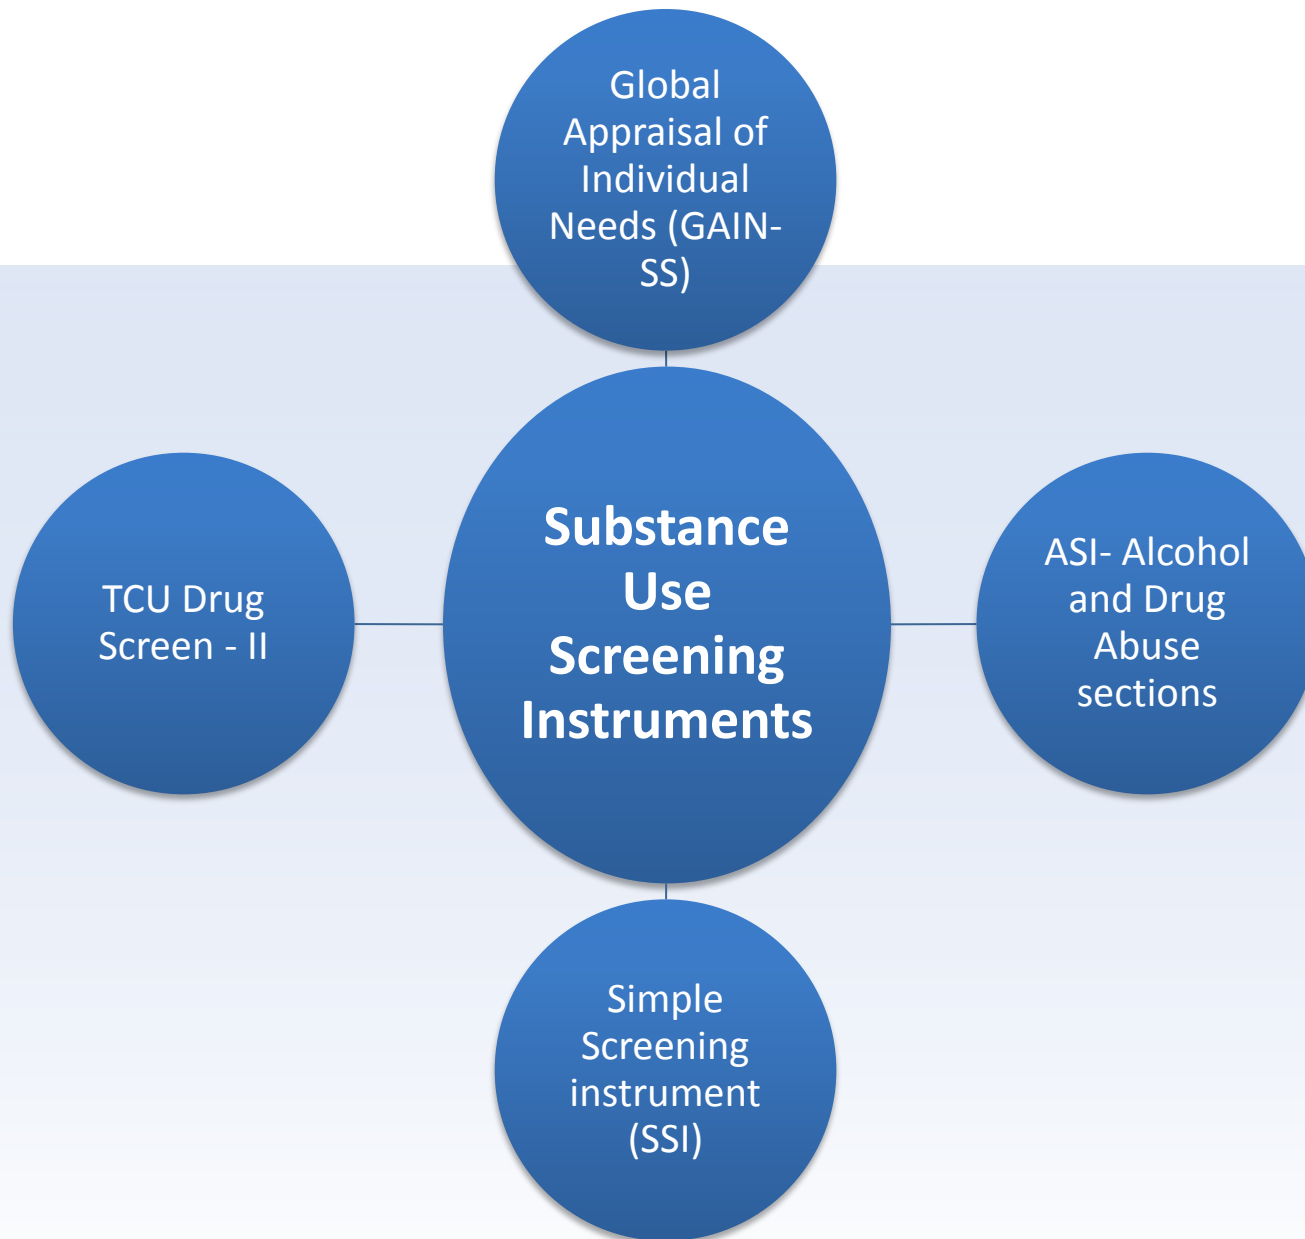 Global
Appraisal of
Individual
Needs (GAIN-
SS)
TCU Drug
Screen - II
Substance
Use
Screening
Instruments
ASI- Alcohol
and Drug
Abuse
sections
Simple
Screening
instrument
(SSI)